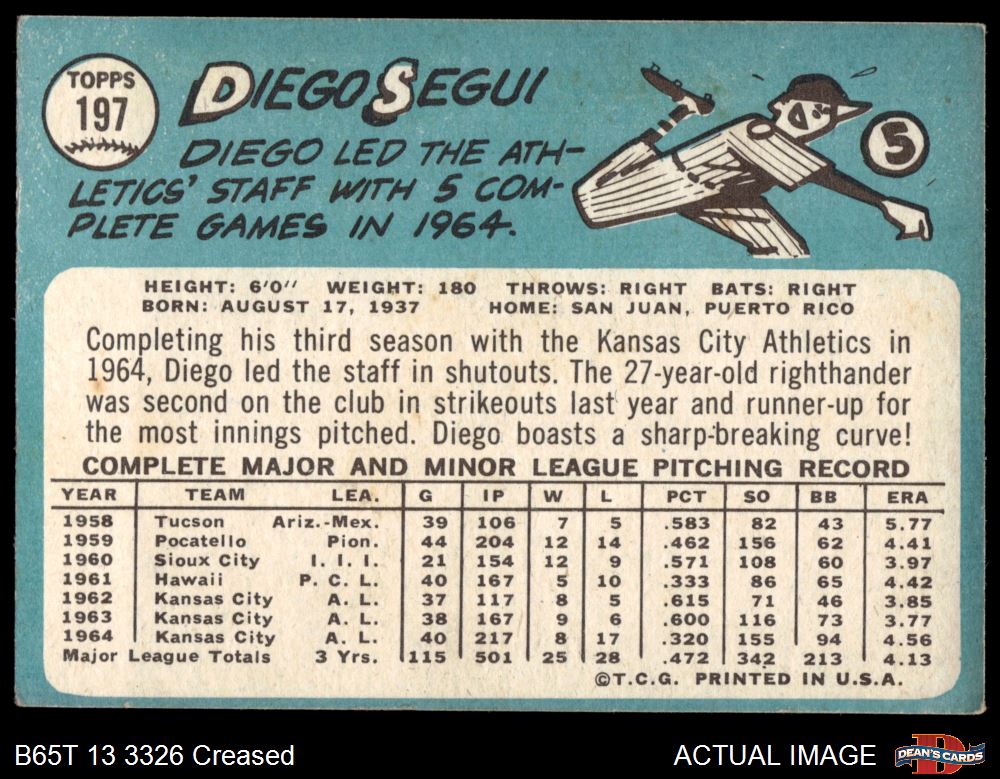 TOPPS
197
DIEGO SEGUI
5
DIEGO LED THE ATH-
LETICS' STAFF WITH 5 COM-
PLETE GAMES IN 1964.
HEIGHT: 6'0" WEIGHT: 180 THROWS: RIGHT BATS: RIGHT
BORN: AUGUST 17, 1937 HOME: SAN JUAN, PUERTO RICO
Completing his third season with the Kansas City Athletics in
1964, Diego led the staff in shutouts. The 27-year-old righthander
was second on the club in strikeouts last year and runner-up for
the most innings pitched. Diego boasts a sharp-breaking curve!
COMPLETE MAJOR AND MINOR LEAGUE PITCHING RECORD
YEAR TEAM LEA. G IP W L PCT SO BB ERA
1958 Tucson Ariz.-Mex. 39 106 7 5 .583 82 43 5.77
1959 Pocatello Pion. 44 204 12 14 .462 156 62 4.41
1960 Sioux City I. I. I. 21 154 12 9 .571 108 60 3.97
1961 Hawaii P. C. L. 40 167 5 10 .333 86 65 4.42
1962 Kansas City A. L. 37 117 8 5 .615 71 46 3.85
1963 Kansas City A. L. 38 167 9 6 .600 116 73 3.77
1964 Kansas City A. L. 40 217 8 17 .320 155 94 4.56
Major League Totals 3 Yrs. 115 501 25 28 .472 342 213 4.13
©T.C.G. PRINTED IN U.S.A.
B65T 13 3326 Creased
ACTUAL IMAGE
DEAN'S CARDS